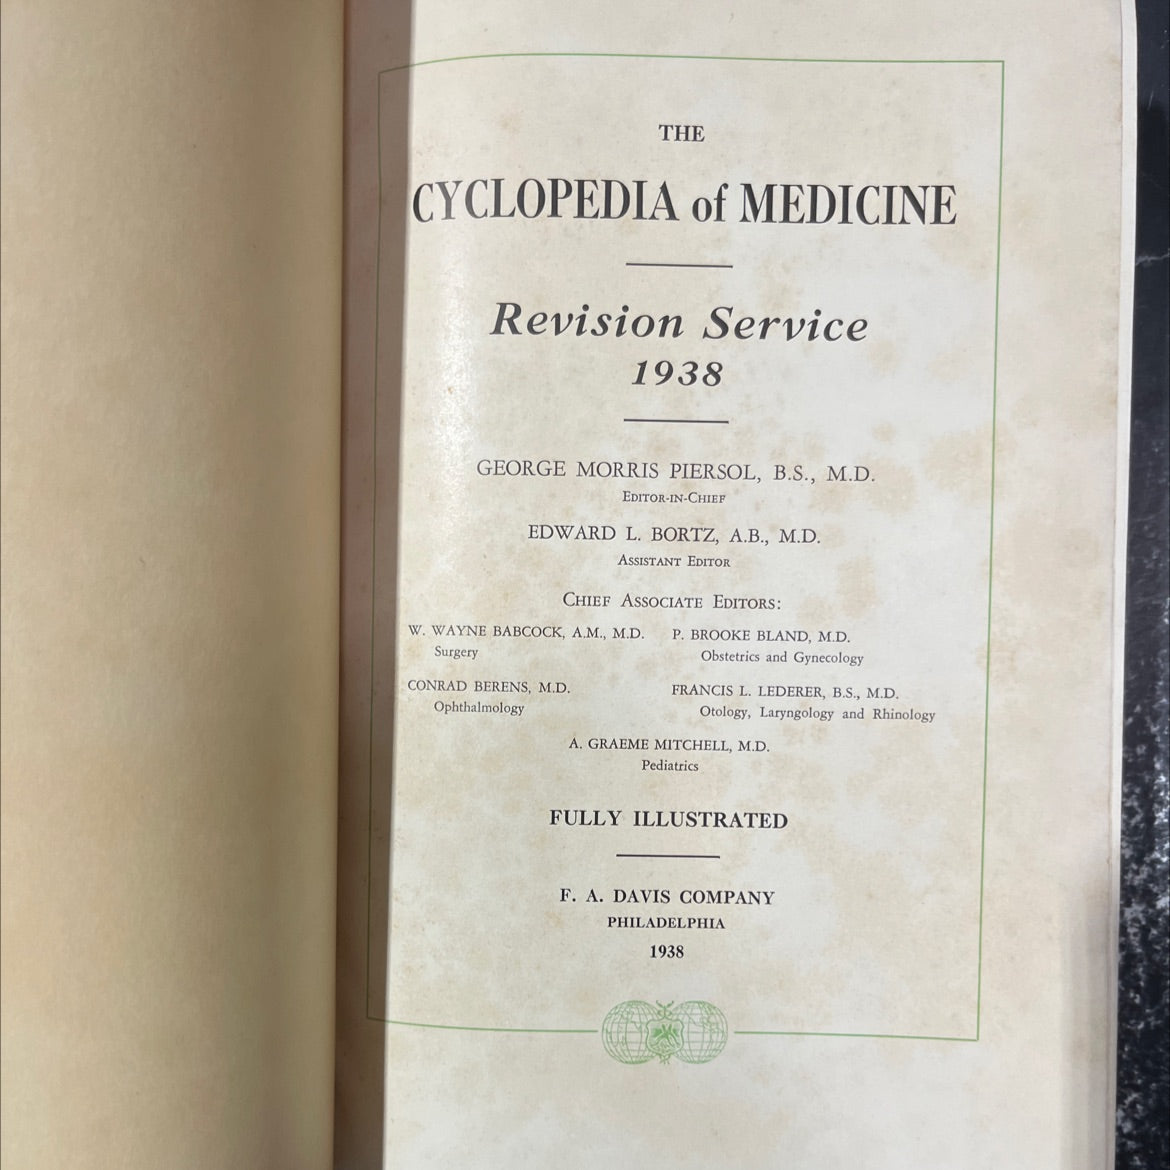 THE
CYCLOPEDIA of MEDICINE
Revision Service
1938
GEORGE MORRIS PIERSOL, B.S., M.D.
EDITOR-IN-CHIEF
EDWARD L. BORTZ, A.B., M.D.
ASSISTANT EDITOR
CHIEF ASSOCIATE EDITORS:
W. WAYNE BABCOCK, A.M., M.D.
Surgery
P. BROOKE BLAND, M.D.
Obstetrics and Gynecology
CONRAD BERENS, M.D.
Ophthalmology
FRANCIS L. LEDERER, B.S., M.D.
Otology, Laryngology and Rhinology
A. GRAEME MITCHELL, M.D.
Pediatrics
FULLY ILLUSTRATED
F. A. DAVIS COMPANY
PHILADELPHIA
1938